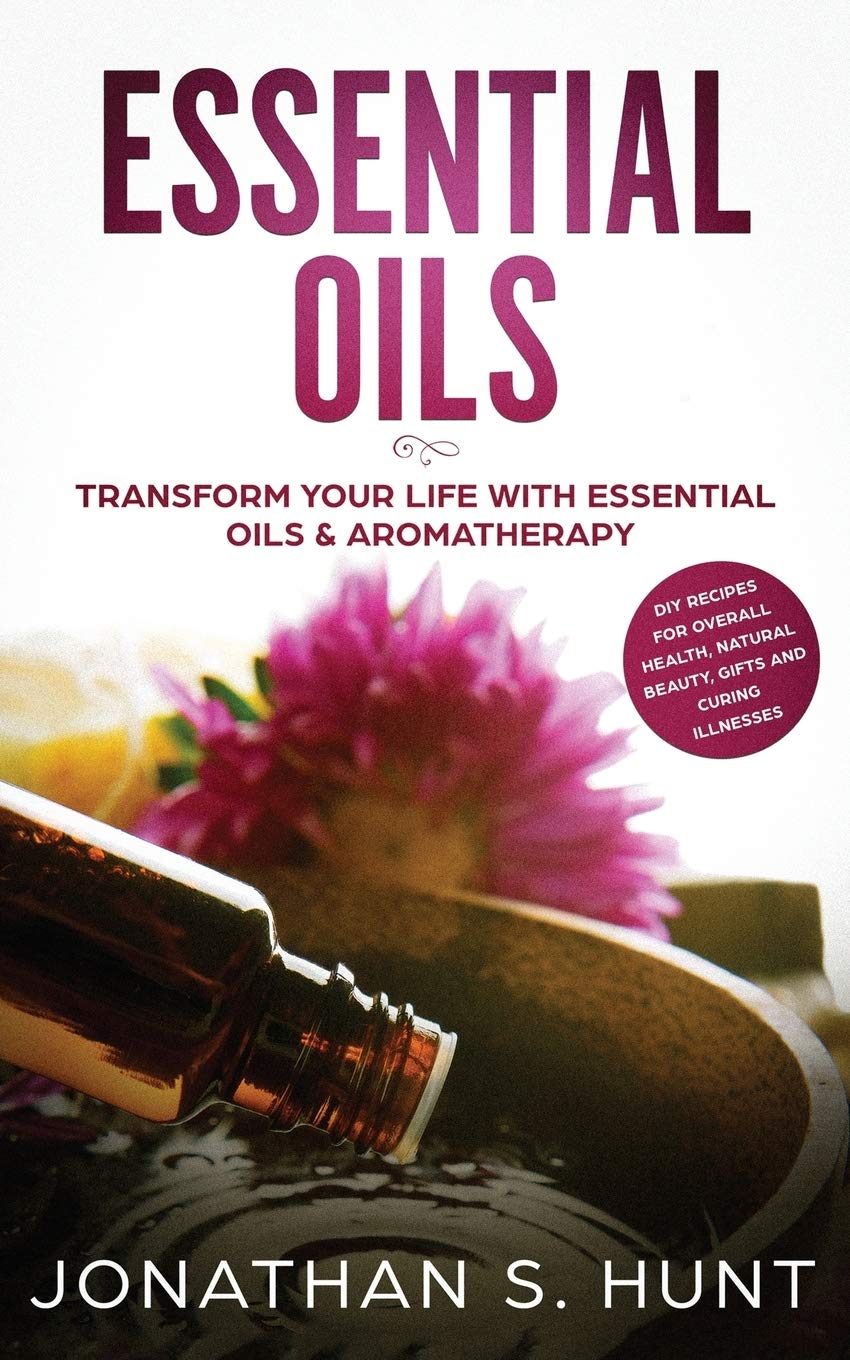 ESSENTIAL
OILS
TRANSFORM YOUR LIFE WITH ESSENTIAL
OILS & AROMATHERAPY
DIY RECIPES
FOR OVERALL
HEALTH, NATURAL
BEAUTY, GIFTS AND
CURING
ILLNESSES
JONATHAN S. HUNT